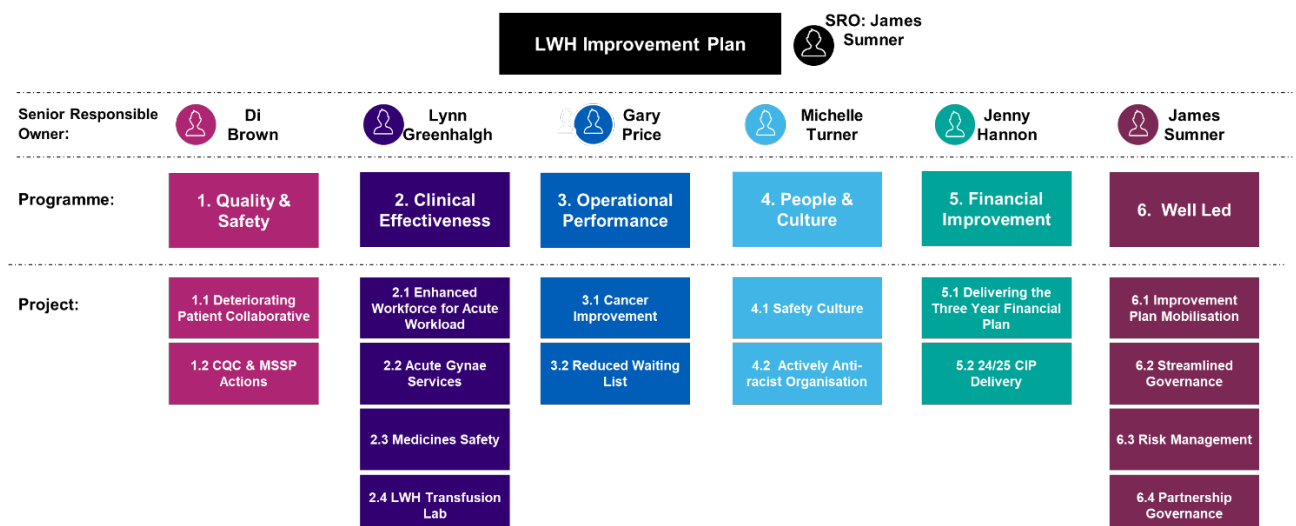 LWH Improvement Plan
SRO: James
Sumner
Senior Responsible
Owner:
Di
Brown
Lynn
Greenhalgh
Gary
Price
Michelle
Turner
Jenny
Hannon
James
Sumner
Programme:
1. Quality &
Safety
2. Clinical
Effectiveness
3. Operational
Performance
4. People &
Culture
5. Financial
Improvement
6. Well Led
Project:
1.1 Deteriorating
Patient Collaborative
2.1 Enhanced
Workforce for Acute
Workload
3.1 Cancer
Improvement
4.1 Safety Culture
5.1 Delivering the
Three Year Financial
Plan
6.1 Improvement
Plan Mobilisation
1.2 CQC & MSSP
Actions
2.2 Acute Gynae
Services
3.2 Reduced Waiting
List
4.2 Actively Anti-
racist Organisation
5.2 24/25 CIP
Delivery
6.2 Streamlined
Governance
2.3 Medicines Safety
6.3 Risk Management
2.4 LWH Transfusion
Lab
6.4 Partnership
Governance